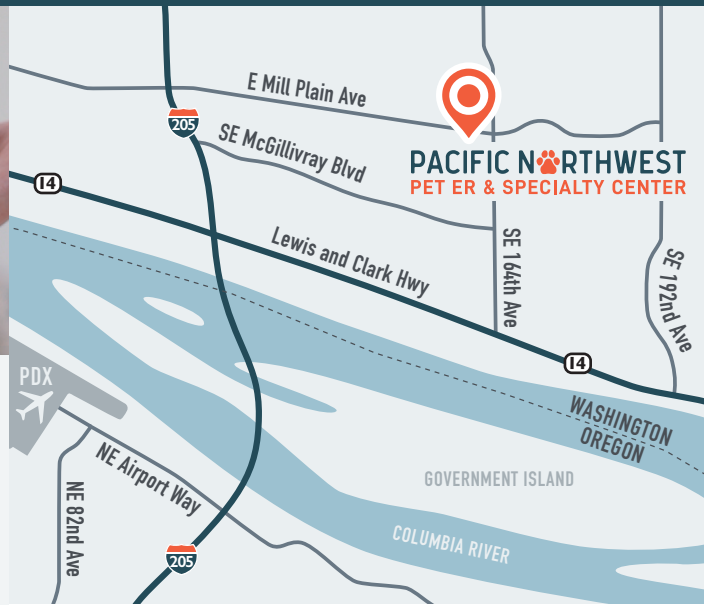 E Mill Plain Ave
205
SE McGillivray Blvd
PACIFIC NORTHWEST
PET ER & SPECIALTY CENTER
14
Lewis and Clark Hwy
SE 164th Ave
SE 192nd Ave
14
PDX
WASHINGTON
OREGON
NE Airport Way
GOVERNMENT ISLAND
NE 82nd Ave
COLUMBIA RIVER
205